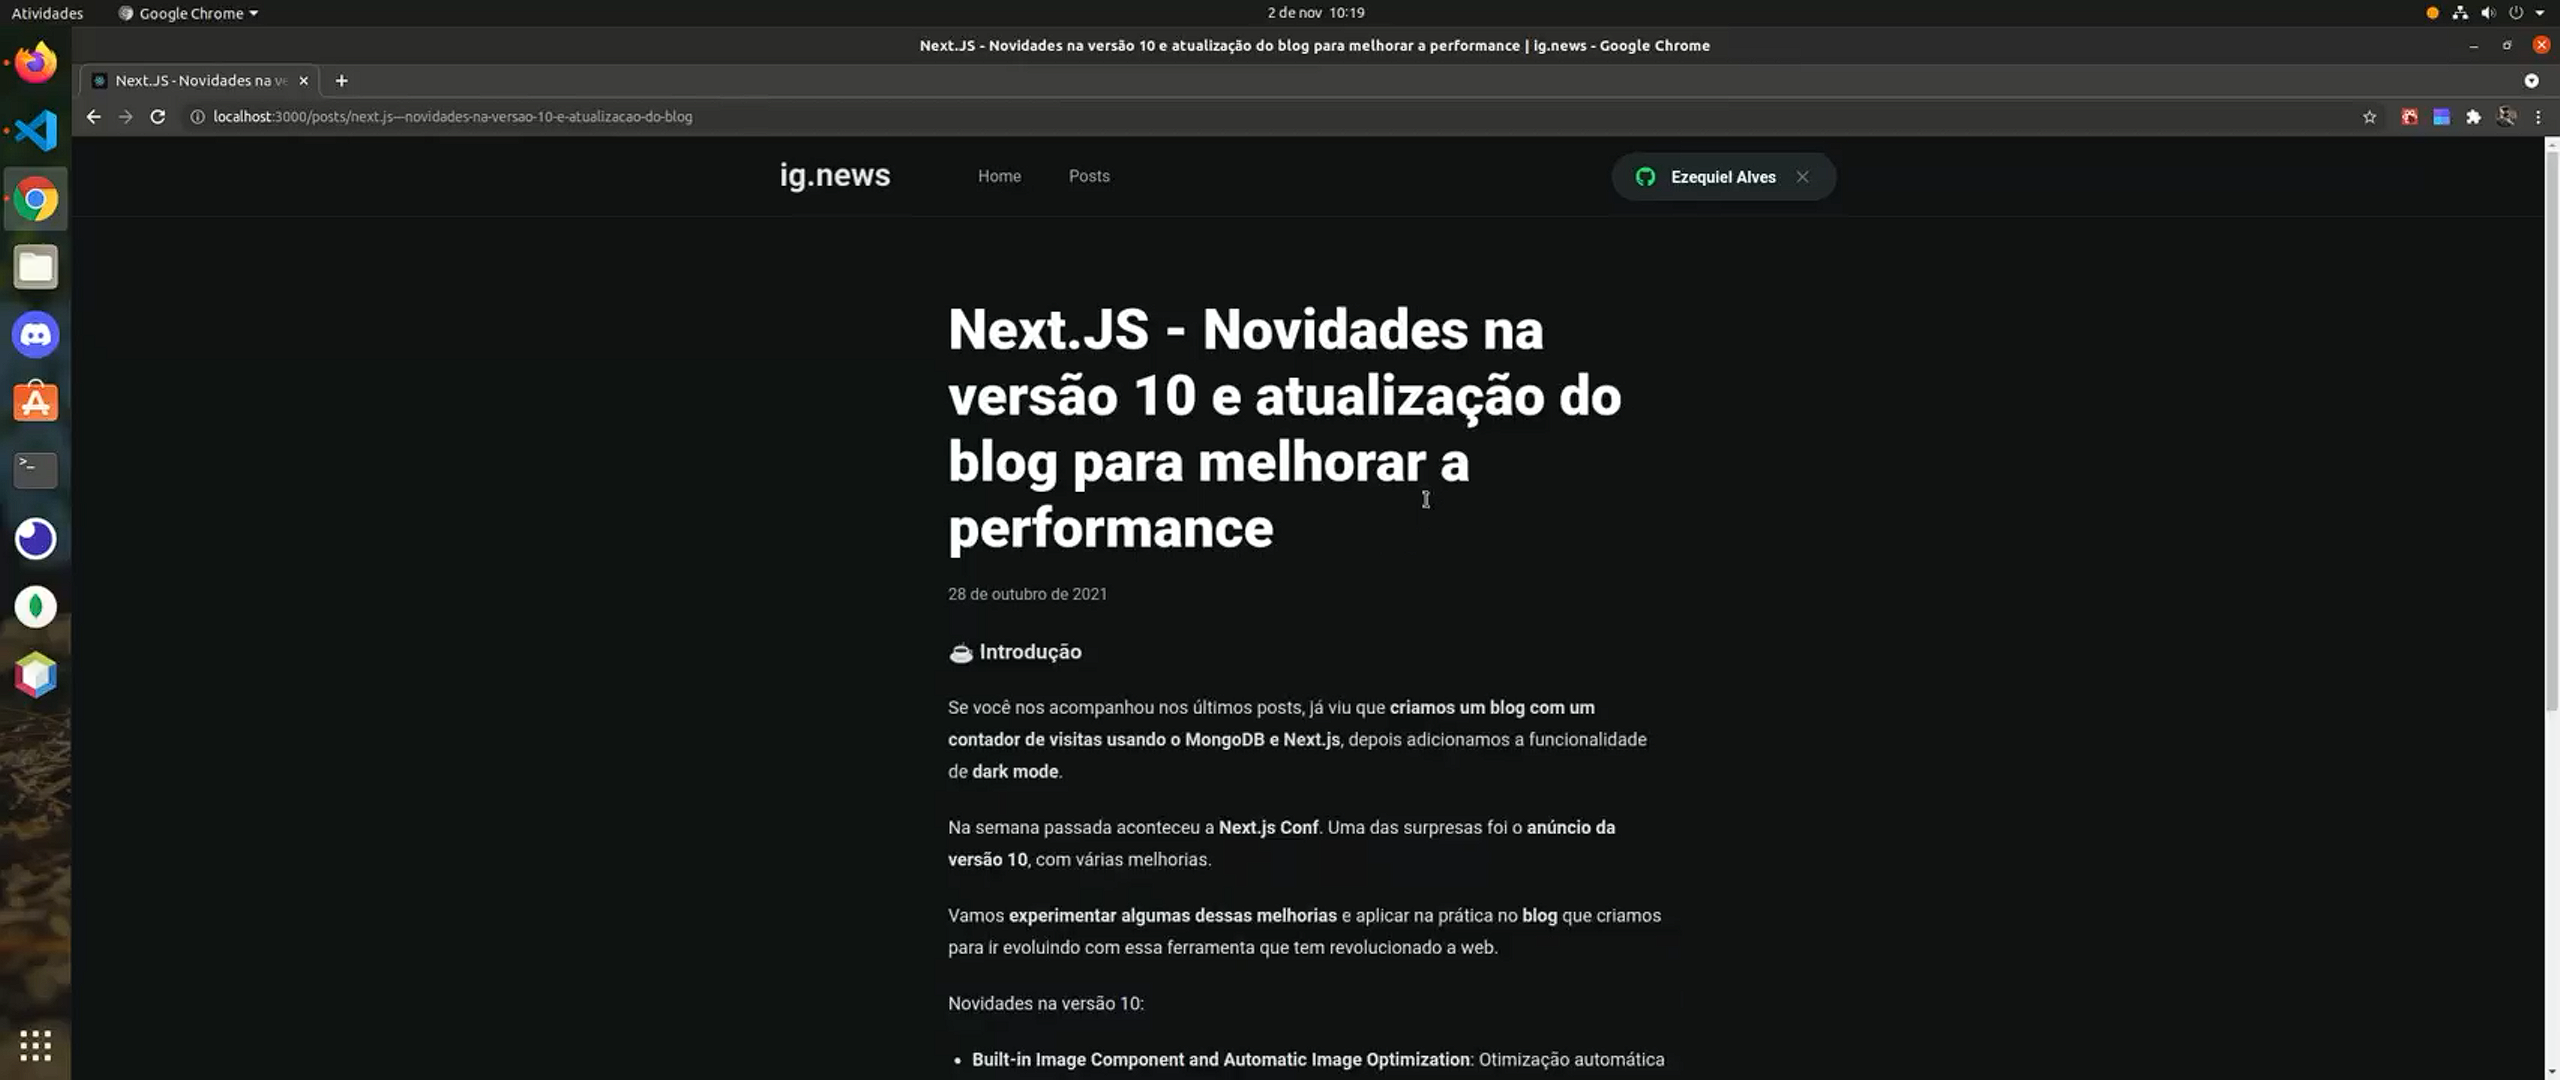 Atividades
Google Chrome
2 de nov 10:19
Next.JS - Novidades na versão 10 e atualização do blog para melhorar a performance | ig.news - Google Chrome
Next.JS - Novidades na ve
localhost:3000/posts/next.js—novidades-na-versao-10-e-atualizacao-do-blog
ig.news
Home
Posts
Ezequiel Alves
Next.JS - Novidades na
versão 10 e atualização do
blog para melhorar a
performance
28 de outubro de 2021
☕ Introdução
Se você nos acompanhou nos últimos posts, já viu que criamos um blog com um
contador de visitas usando o MongoDB e Next.js, depois adicionamos a funcionalidade
de dark mode.
Na semana passada aconteceu a Next.js Conf. Uma das surpresas foi o anúncio da
versão 10, com várias melhorias.
Vamos experimentar algumas dessas melhorias e aplicar na prática no blog que criamos
para ir evoluindo com essa ferramenta que tem revolucionado a web.
Novidades na versão 10:
• Built-in Image Component and Automatic Image Optimization: Otimização automática